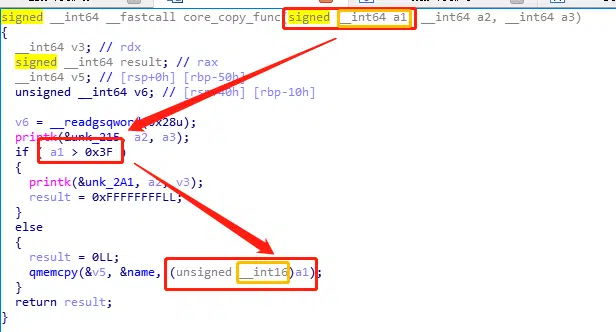 signed __int64 __fastcall core_copy_func signed __int64 a1 __int64 a2, __int64 a3)
{
__int64 v3; // rdx
signed __int64 result; // rax
__int64 v5; // [rsp+0h] [rbp-50h]
unsigned __int64 v6; // [rsp 40h] [rbp-10h]
v6 = __readgsqword(0x28u);
printk(&unk_215, a2, a3);
if ( a1 > 0x3F )
{
printk(&unk_2A1, a2, v3);
result = 0xFFFFFFFFLL;
}
else
{
result = 0LL;
qmemcpy(&v5, &name, (unsigned __int16)a1);
}
return result;
}